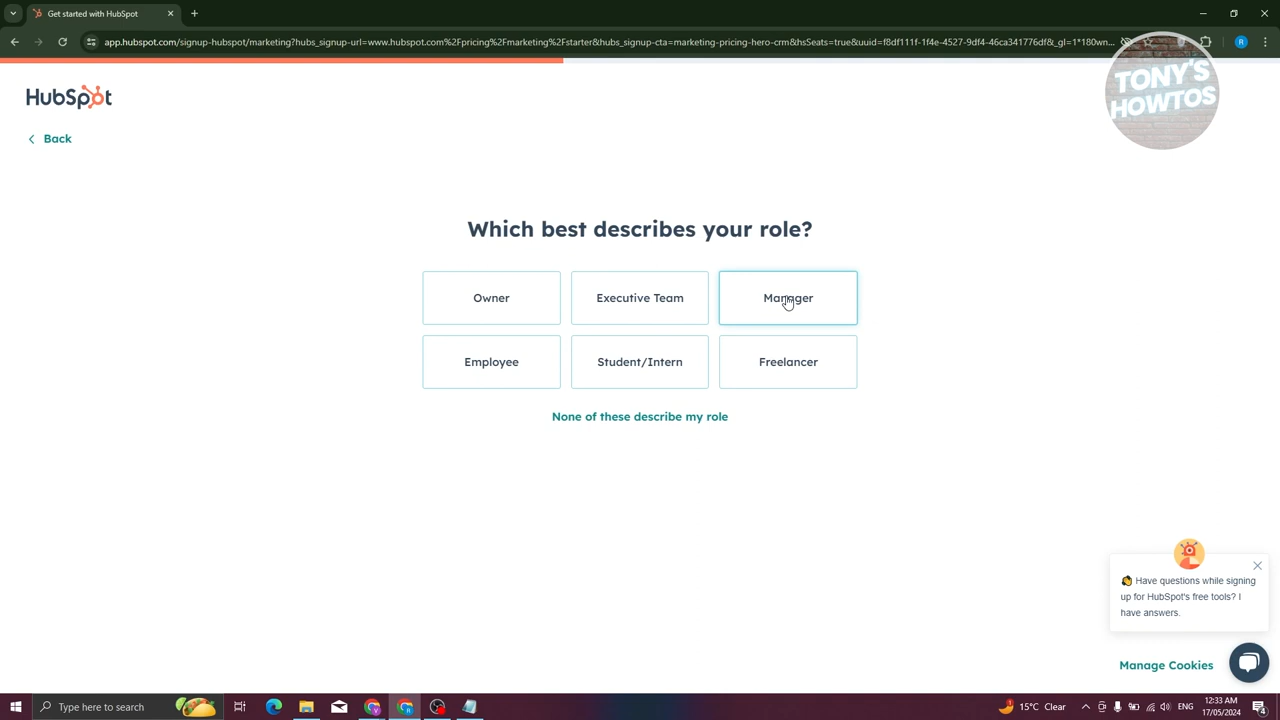 Get started with HubSpot
app.hubspot.com/signup-hubspot/marketing?hubs_signup-url=www.hubspot.com%2Fpricing%2Fmarketing%2Fstarter&hubs_signup-cta=marketing-pricing-hero-crm&hsSeats=true&uuid=f8df111f-1f4e-4527-9df4-46ca341776df&_gl=1*180wn...
R
TONY'S
HOWTOS
HubSpot
Back
Which best describes your role?
Owner
Executive Team
Manager
Employee
Student/Intern
Freelancer
None of these describe my role
Have questions while signing
up for HubSpot's free tools? I
have answers.
Manage Cookies
Type here to search
15°C Clear
ENG
12:33 AM
17/05/2024